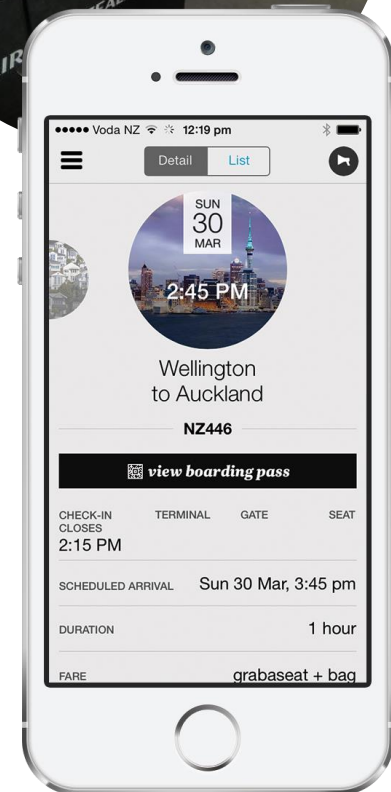 Voda NZ 12:19 pm
Detail List
SUN
30
MAR
2:45 PM
Wellington
to Auckland
NZ446
view boarding pass
CHECK-IN
CLOSES TERMINAL GATE SEAT
2:15 PM
SCHEDULED ARRIVAL Sun 30 Mar, 3:45 pm
DURATION 1 hour
FARE grabaseat + bag